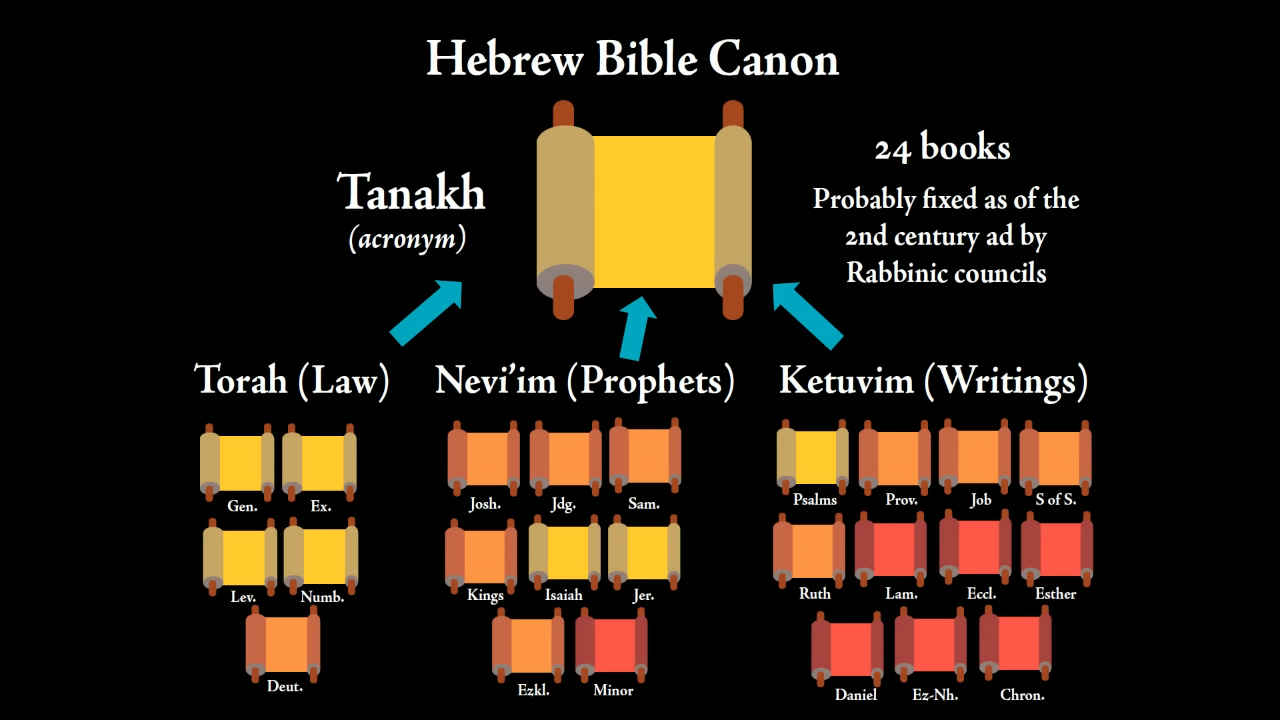 Hebrew Bible Canon
Tanakh
(acronym)
24 books
Probably fixed as of the
2nd century ad by
Rabbinic councils
Torah (Law)
Gen. Ex.
Lev. Numb.
Deut.
Nevi’im (Prophets)
Josh. Jdg. Sam.
Kings Isaiah Jer.
Ezkl. Minor
Ketuvim (Writings)
Psalms Prov. Job S of S.
Ruth Lam. Eccl. Esther
Daniel Ez-Nh. Chron.